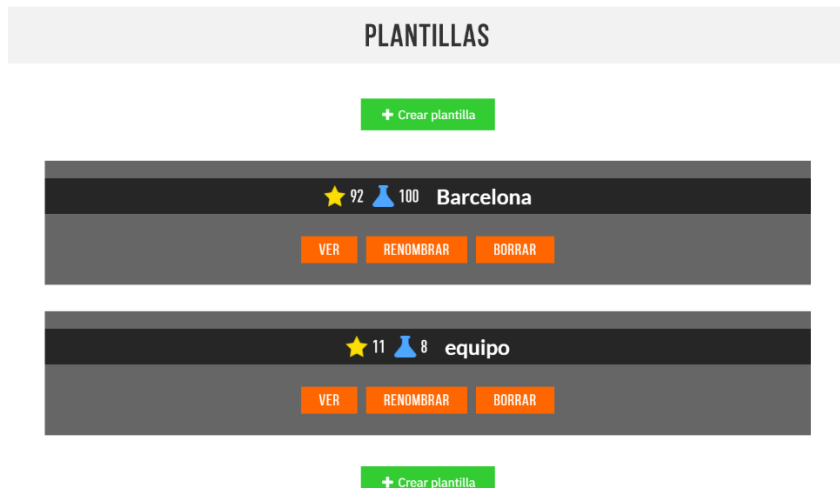 PLANTILLAS
+ Crear plantilla
92 100 Barcelona
VER RENOMBRAR BORRAR
11 8 equipo
VER RENOMBRAR BORRAR
+ Crear plantilla